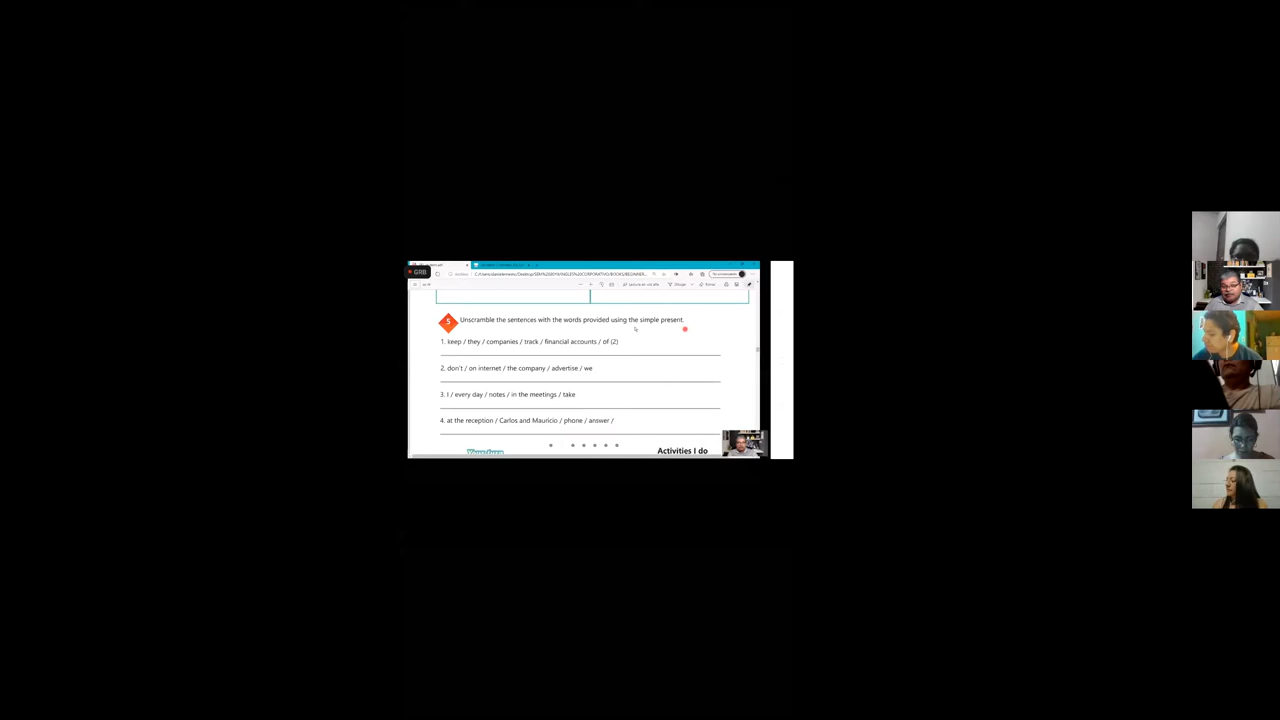 GRB
5 Unscramble the sentences with the words provided using the simple present.
1. keep / they / companies / track / financial accounts / of (2)
2. don't / on internet / the company / advertise / we
3. I / every day / notes / in the meetings / take
4. at the reception / Carlos and Mauricio / phone / answer /
Activities I do